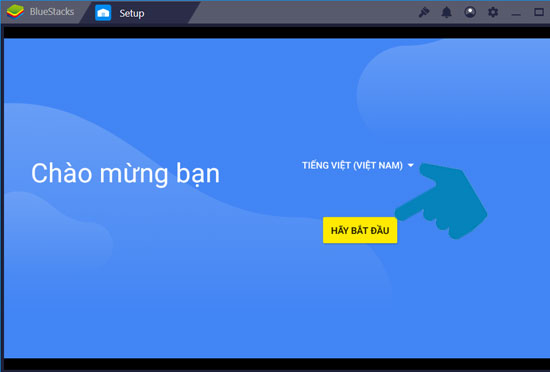 BlueStacks
Setup
Chào mừng bạn
TIẾNG VIỆT (VIỆT NAM)
HÃY BẮT ĐẦU